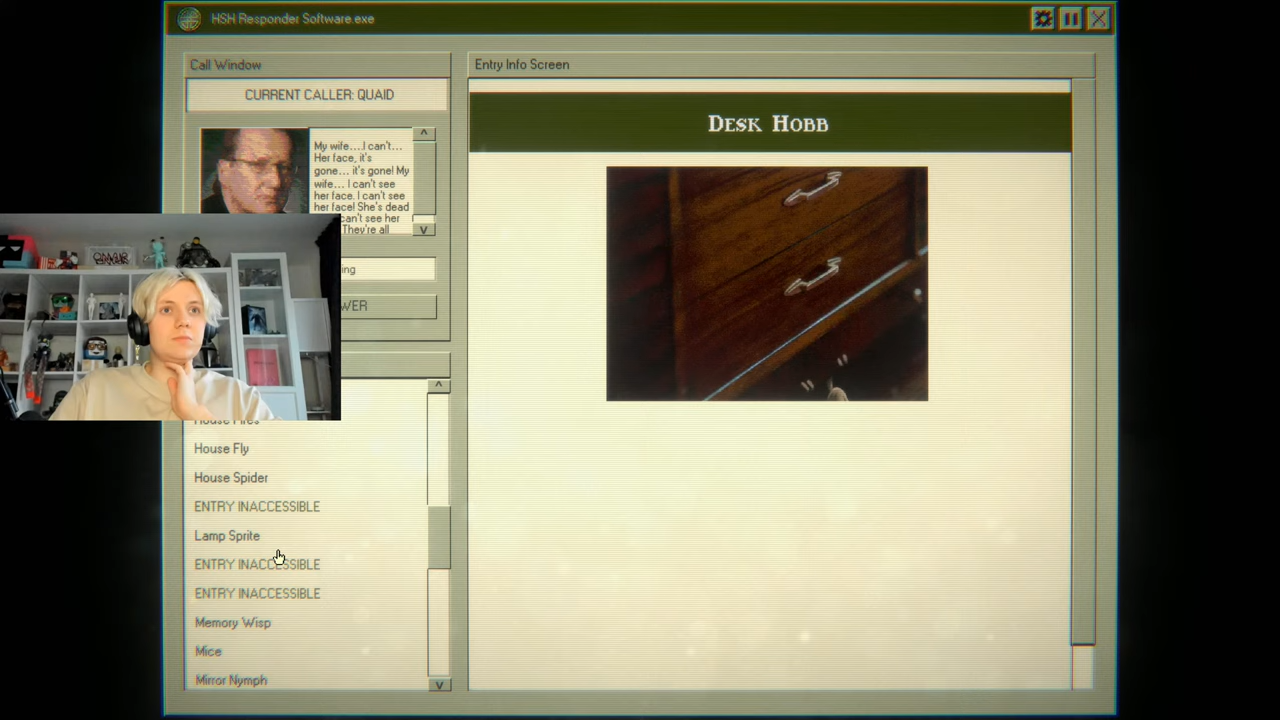 HSH Responder Software.exe
Call Window
CURRENT CALLER: QUAID
My wife....I can't...
Her face, it's
gone... it's gone! My
wife... I can't see
her face. I can't see
her face! She's dead
can't see her
They're all
Entry Info Screen
Desk Hobb
House Fires
House Fly
House Spider
ENTRY INACCESSIBLE
Lamp Sprite
ENTRY INACCESSIBLE
ENTRY INACCESSIBLE
Memory Wisp
Mice
Mirror Nymph